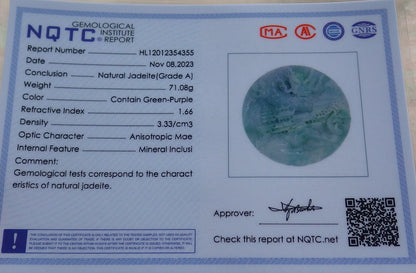 NQTC GEMOLOGICAL INSTITUTE REPORT
MA
GNRS
Report Number HL12012354355
Date Nov 08.2023
Conclusion Natural Jadeite(Grade A)
Weight 71.08g
Color Contain Green-Purple
Refractive Index 1.66
Density 3.33/cm3
Optic Character Anisotropic Mae
Internal Feature Mineral Inclusi
Comment:
Gemological tests correspond to the charact
eristics of natural jadeite.
Approver:
Check this report at NQTC.net